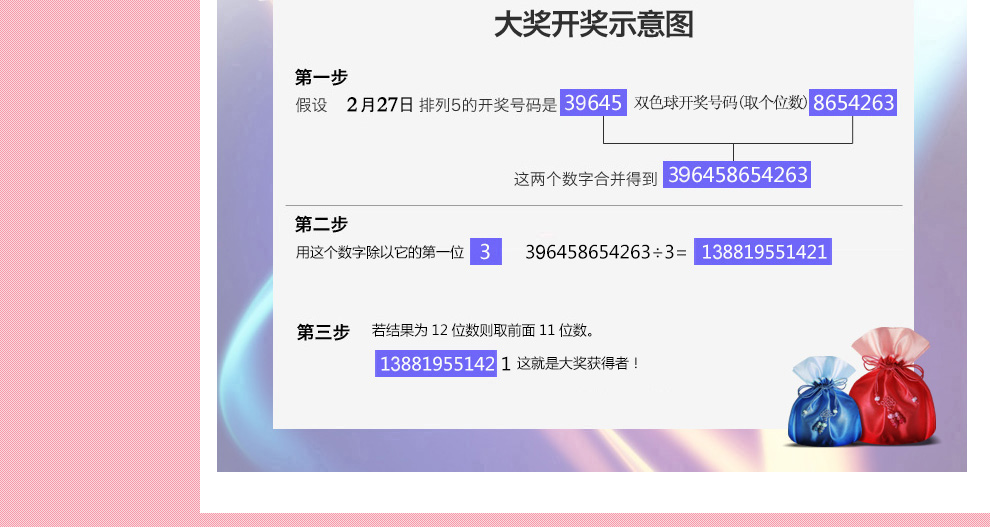 大奖开奖示意图
第一步
假设 2月27日 排列5的开奖号码是 39645 双色球开奖号码(取个位数) 8654263
这两个数字合并得到 396458654263
第二步
用这个数字除以它的第一位 3 396458654263÷3= 138819551421
第三步 若结果为 12 位数则取前面 11 位数。
13881955142 1 这就是大奖获得者！